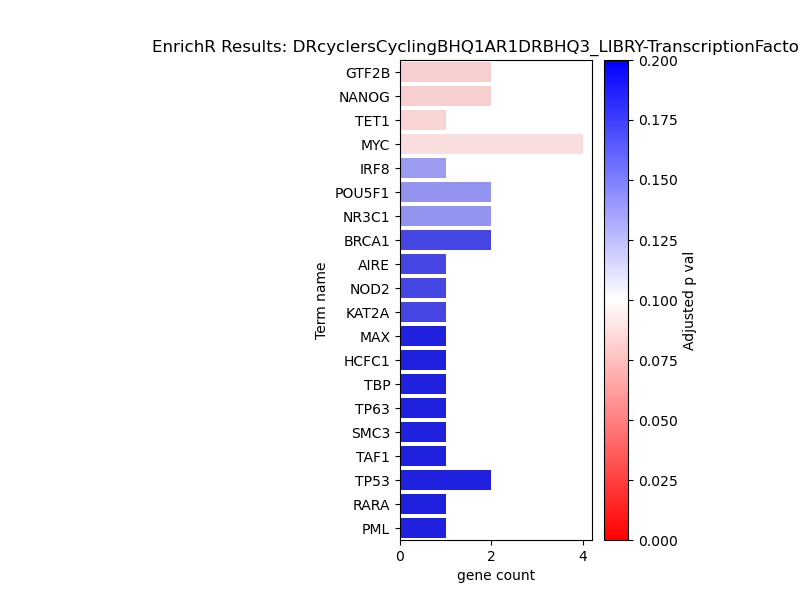 EnrichR Results: DRcyclersCyclingBHQ1AR1DRBHQ3_LIBRY-TranscriptionFacto
GTF2B
NANOG
TET1
MYC
IRF8
POU5F1
NR3C1
BRCA1
AIRE
NOD2
KAT2A
MAX
HCFC1
TBP
TP63
SMC3
TAF1
TP53
RARA
PML
Term name
0
2
4
gene count
0.200
0.175
0.150
0.125
0.100
0.075
0.050
0.025
0.000
Adjusted p val